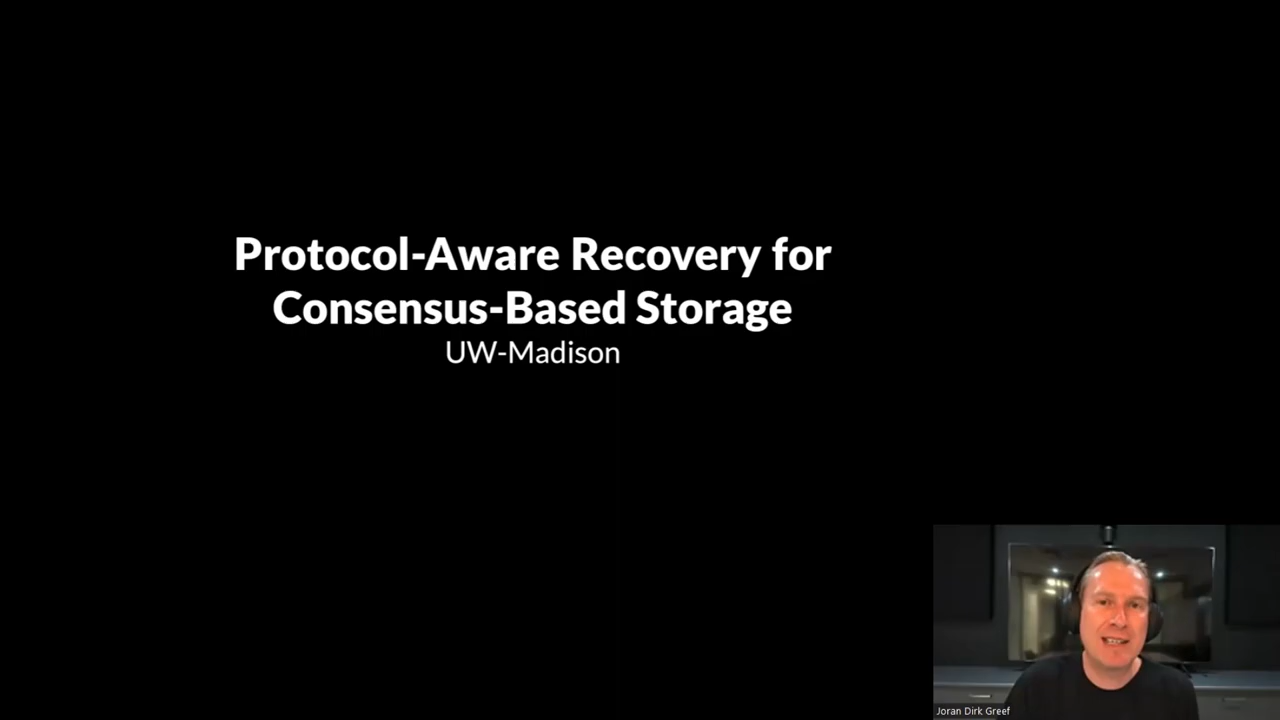 Protocol-Aware Recovery for
Consensus-Based Storage
UW-Madison
Joran Dirk Greef